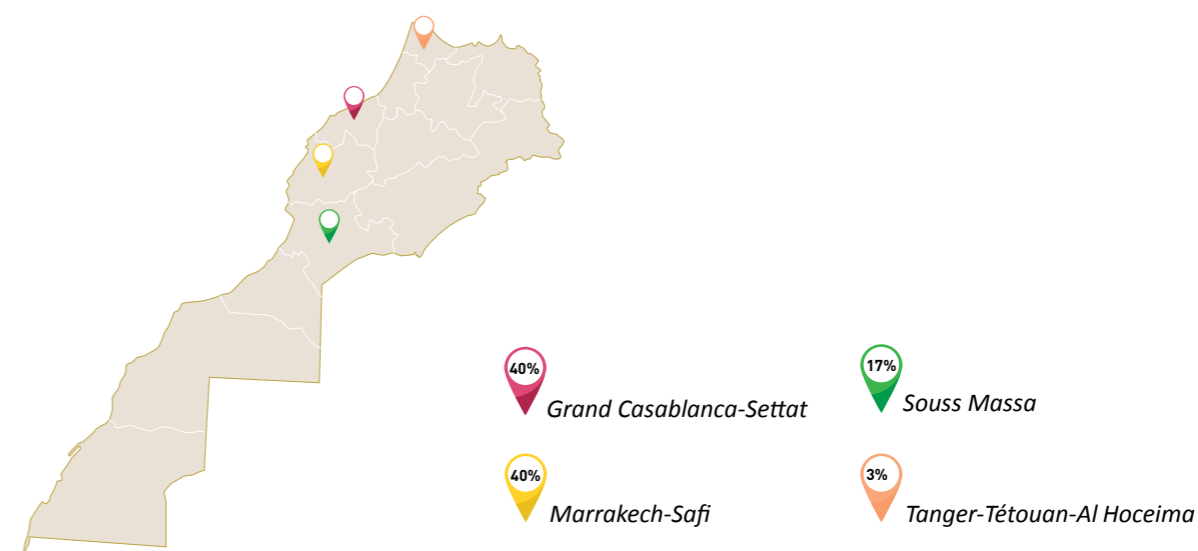 40%
Grand Casablanca-Settat
17%
Souss Massa
40%
Marrakech-Safi
3%
Tanger-Tétouan-Al Hoceima